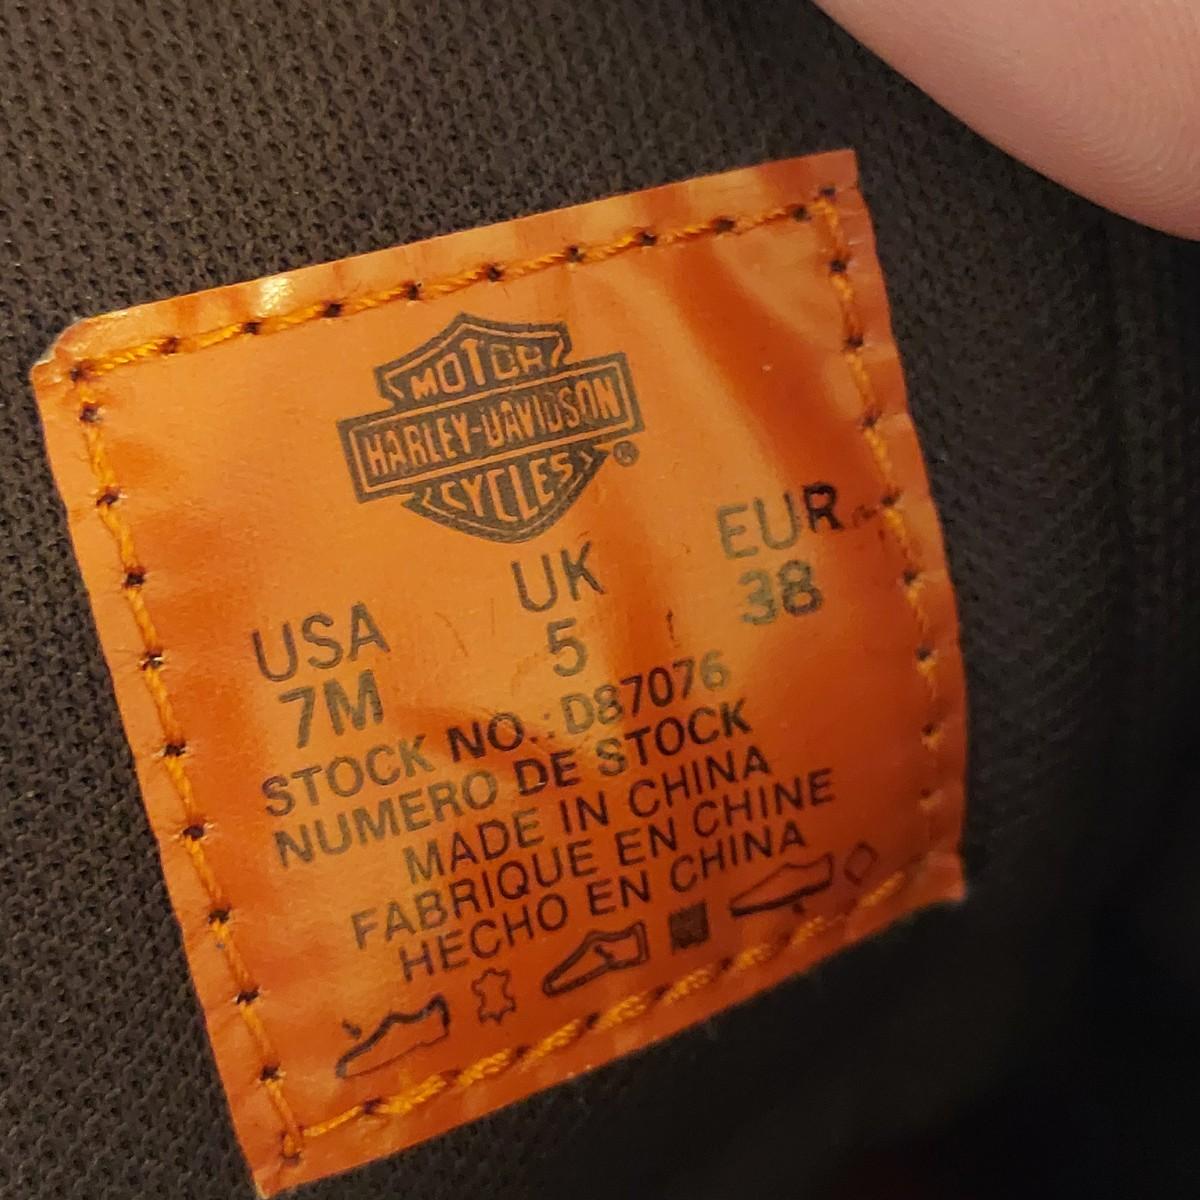 MOTOR
HARLEY-DAVIDSON
CYCLES
®
USA UK EUR
7M 5 38
STOCK NO.:D87076
NUMERO DE STOCK
MADE IN CHINA
FABRIQUE EN CHINE
HECHO EN CHINA